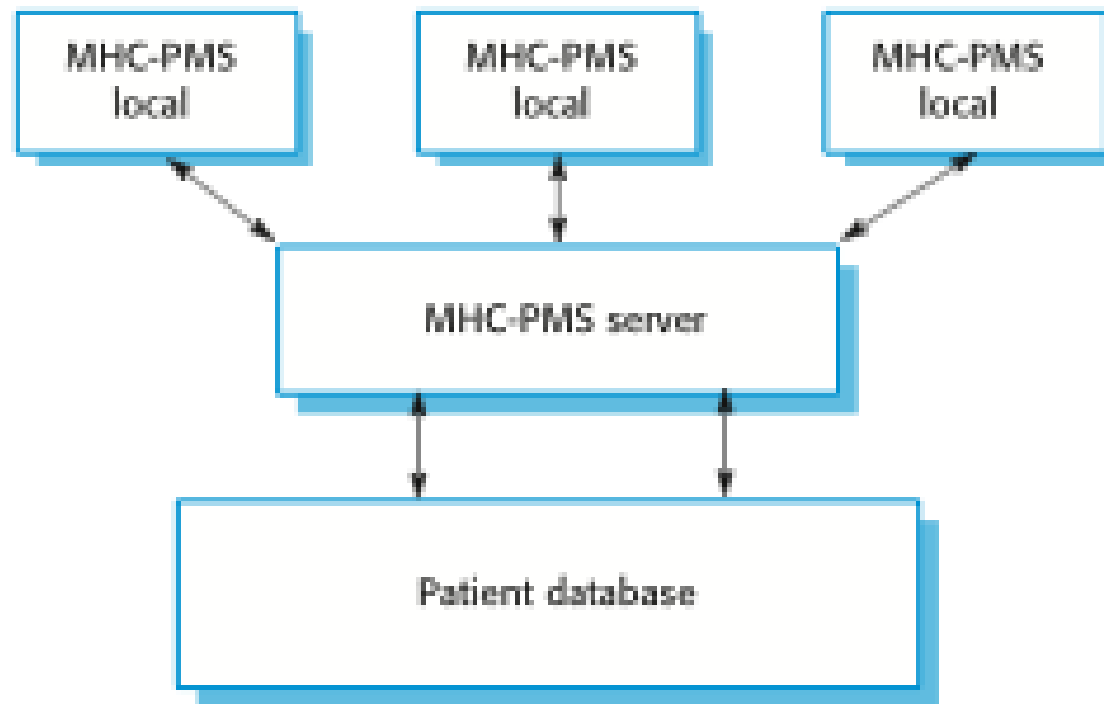 MHC-PMS
local
MHC-PMS
local
MHC-PMS
local
MHC-PMS server
Patient database